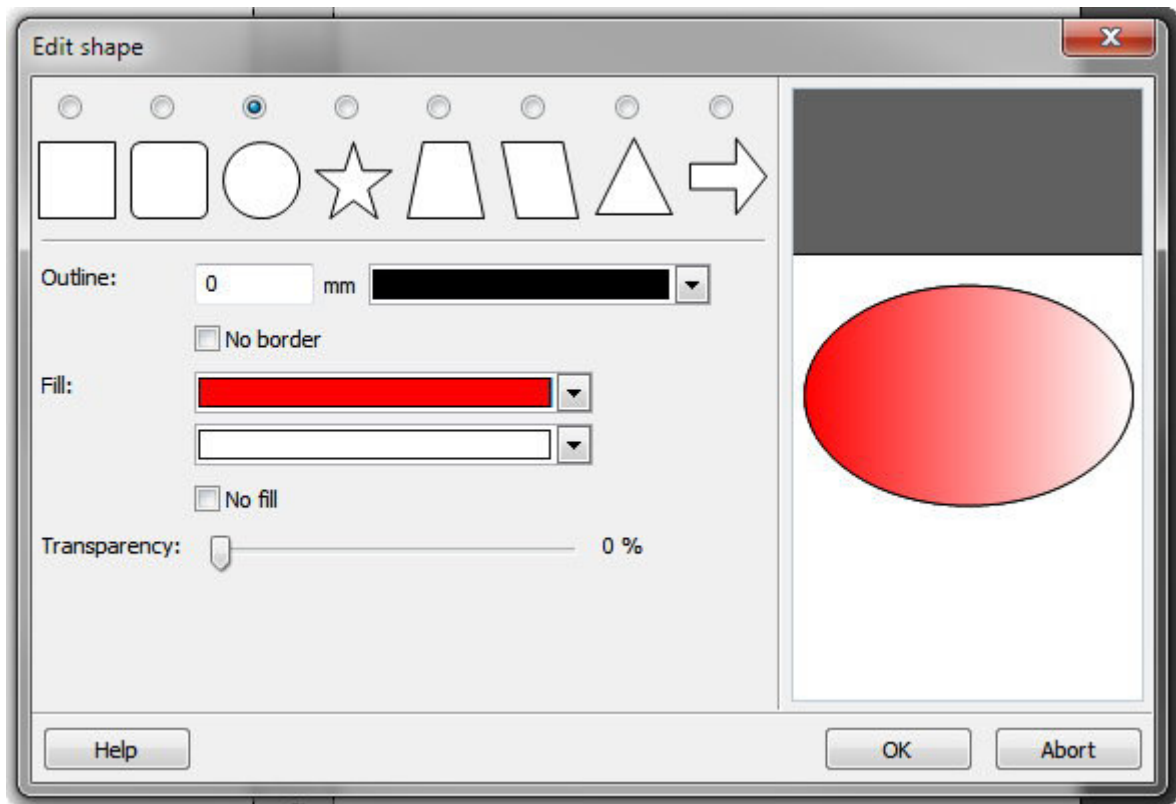 Edit shape
Outline:
0
mm
No border
Fill:
No fill
Transparency:
0 %
Help
OK
Abort